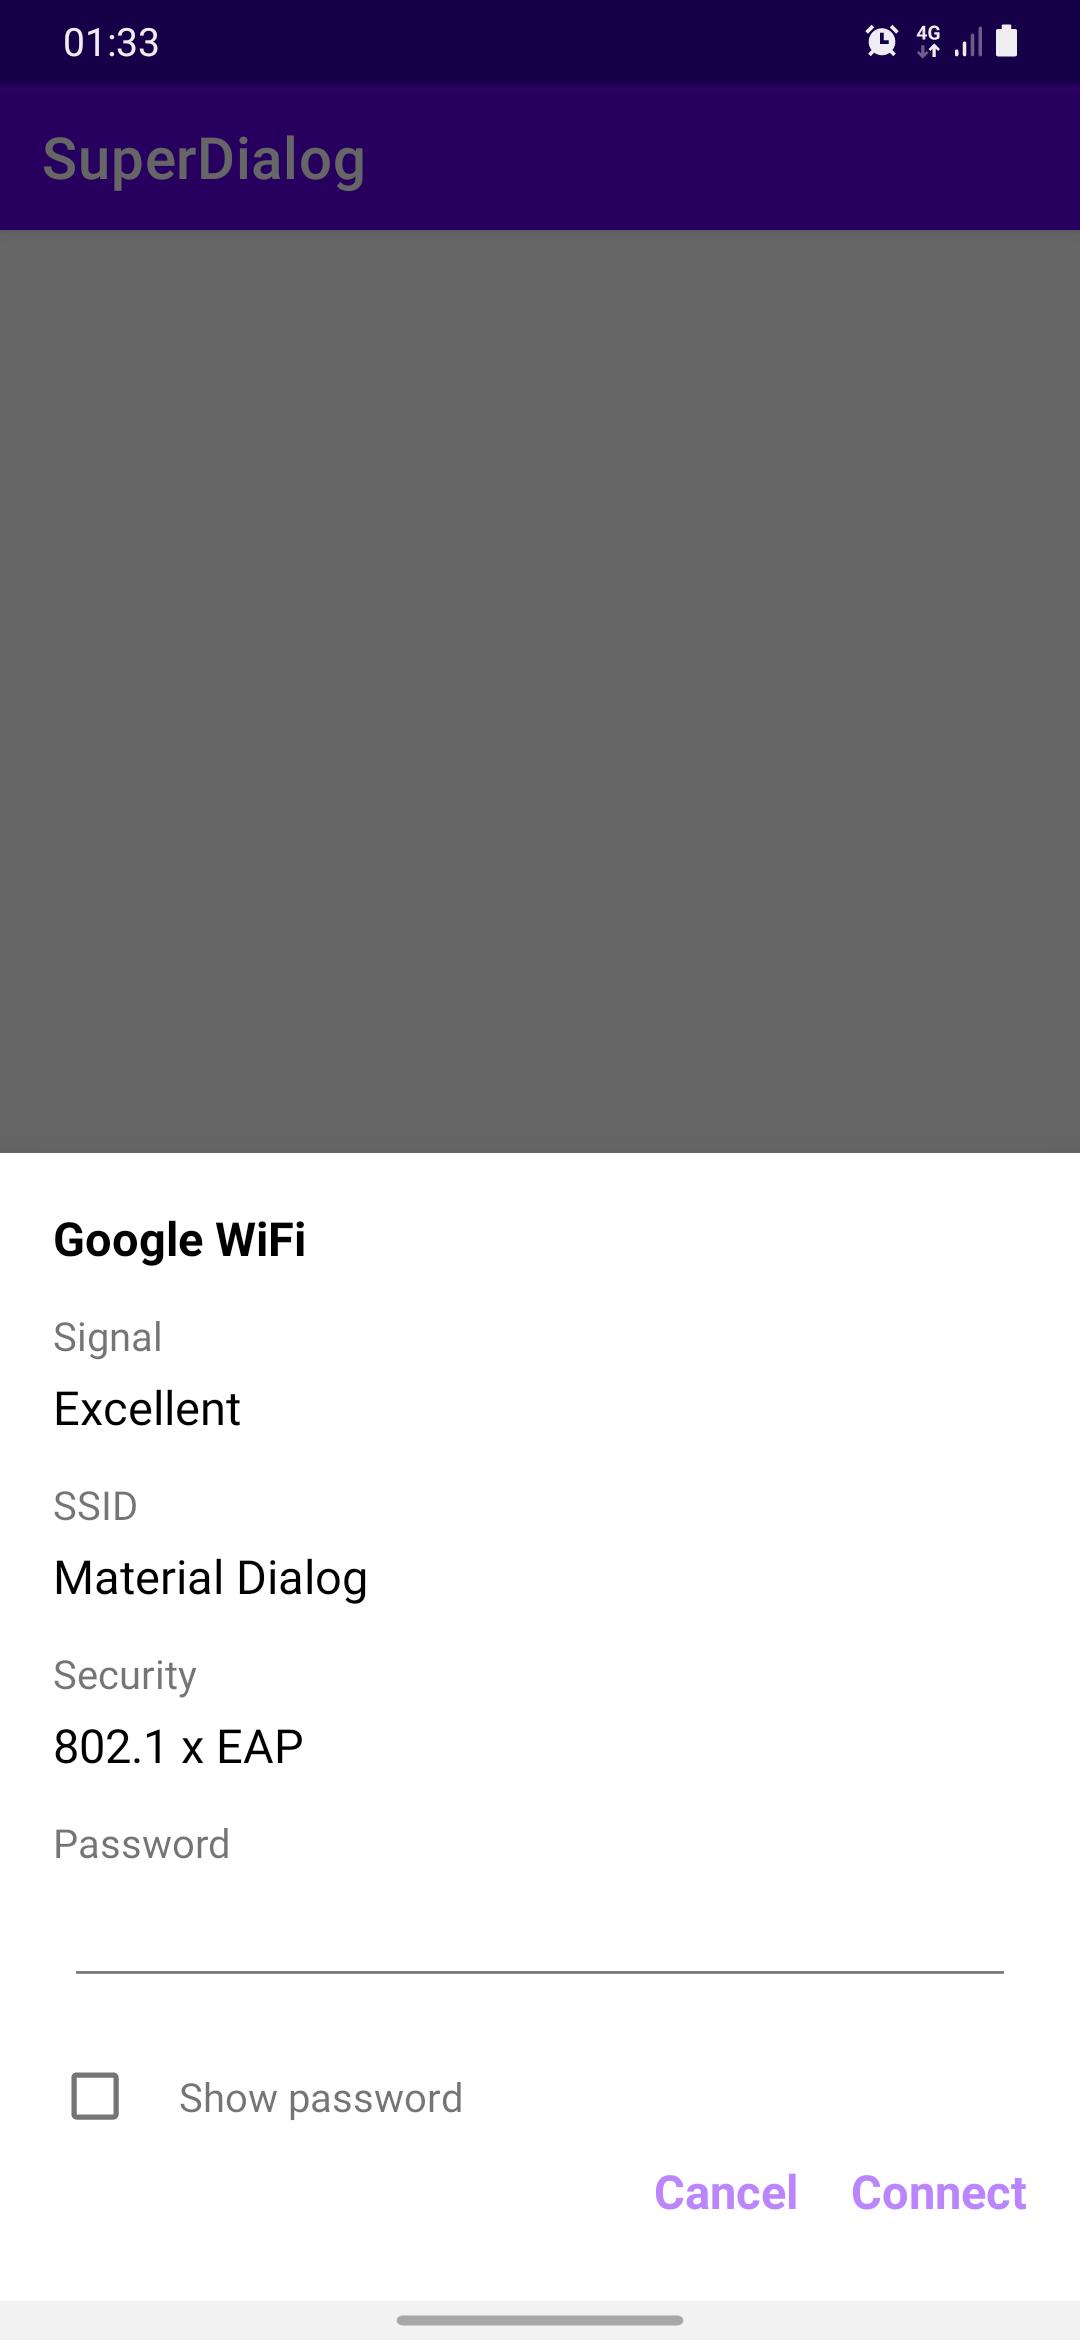 01:33
4G
SuperDialog
Google WiFi
Signal
Excellent
SSID
Material Dialog
Security
802.1 x EAP
Password
Show password
Cancel Connect